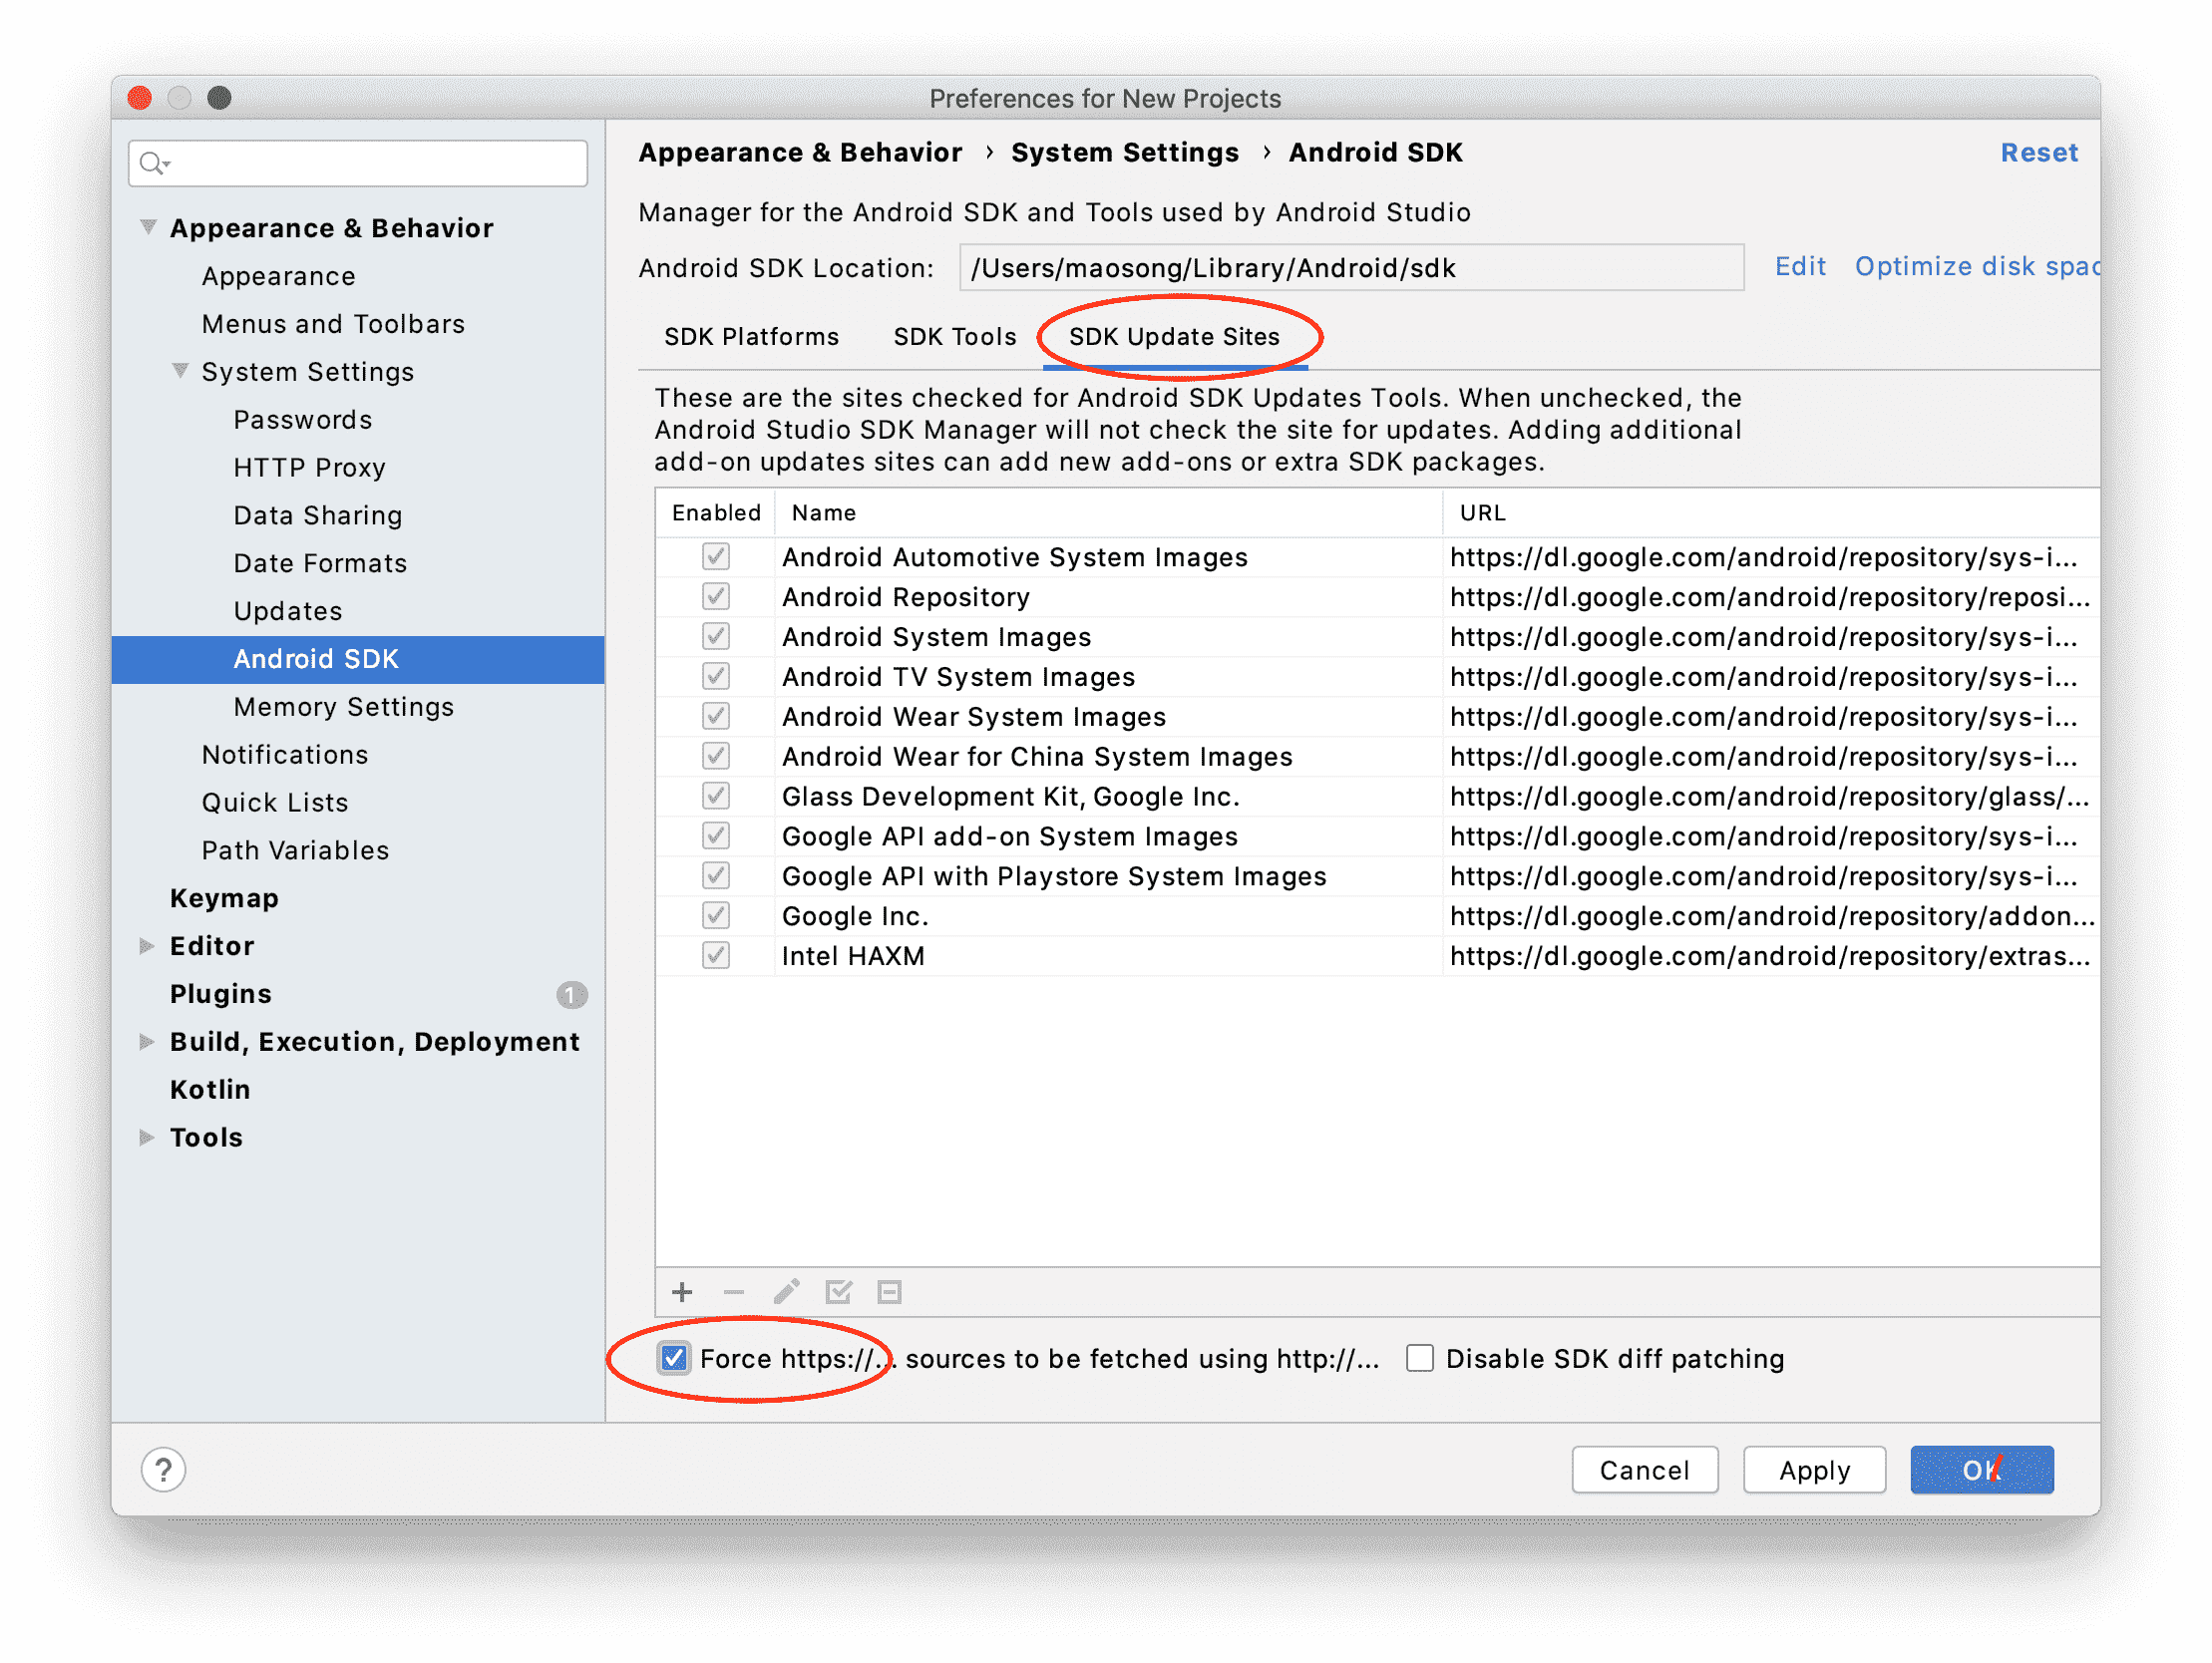 Preferences for New Projects
Appearance & Behavior
Appearance
Menus and Toolbars
System Settings
Passwords
HTTP Proxy
Data Sharing
Date Formats
Updates
Android SDK
Memory Settings
Notifications
Quick Lists
Path Variables
Keymap
Editor
Plugins 1
Build, Execution, Deployment
Kotlin
Tools
Appearance & Behavior › System Settings › Android SDK Reset
Manager for the Android SDK and Tools used by Android Studio
Android SDK Location: /Users/maosong/Library/Android/sdk Edit Optimize disk spac
SDK Platforms SDK Tools SDK Update Sites
These are the sites checked for Android SDK Updates Tools. When unchecked, the
Android Studio SDK Manager will not check the site for updates. Adding additional
add-on updates sites can add new add-ons or extra SDK packages.
Enabled Name URL
Android Automotive System Images https://dl.google.com/android/repository/sys-i...
Android Repository https://dl.google.com/android/repository/reposi...
Android System Images https://dl.google.com/android/repository/sys-i...
Android TV System Images https://dl.google.com/android/repository/sys-i...
Android Wear System Images https://dl.google.com/android/repository/sys-i...
Android Wear for China System Images https://dl.google.com/android/repository/sys-i...
Glass Development Kit, Google Inc. https://dl.google.com/android/repository/glass/...
Google API add-on System Images https://dl.google.com/android/repository/sys-i...
Google API with Playstore System Images https://dl.google.com/android/repository/sys-i...
Google Inc. https://dl.google.com/android/repository/addon...
Intel HAXM https://dl.google.com/android/repository/extras...
Force https://... sources to be fetched using http://... Disable SDK diff patching
? Cancel Apply OK